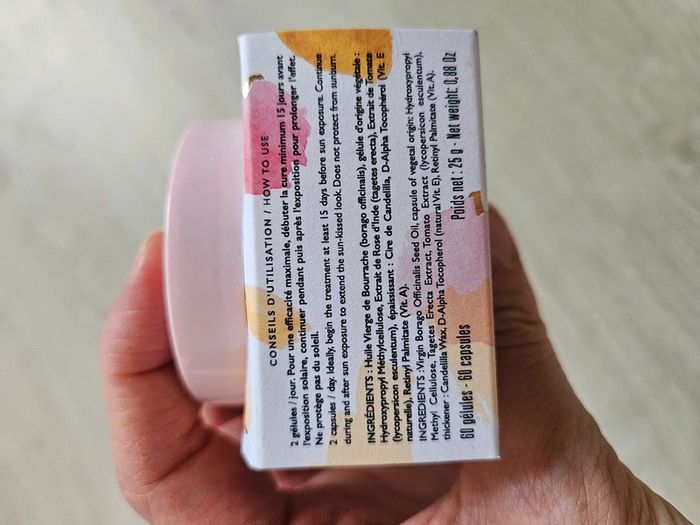 CONSEILS D'UTILISATION / HOW TO USE
2 gélules / jour. Pour une efficacité maximale, débuter la cure minimum 15 jours avant
l'exposition solaire, continuer pendant puis après l'exposition pour prolonger l'effet.
Ne protège pas du soleil.
2 capsules / day. Ideally, begin the treatment at least 15 days before sun exposure. Continue
during and after sun exposure to extend the sun-kissed look. Does not protect from sunburn.
INGRÉDIENTS : Huile Vierge de Bourrache (borago officinalis), gélule d'origine végétale :
Hydroxypropyl Méthylcellulose, Extrait de Rose d'Inde (tagetes erecta), Extrait de Tomate
(lycopersicon esculentum), épaississant : Cire de Candelilla, D-Alpha Tocophérol (Vit. E
naturelle), Retinyl Palmitate (Vit. A).
INGREDIENTS : Virgin Borago Officinalis Seed Oil, capsule of vegetal origin: Hydroxypropyl
Methyl Cellulose, Tagetes Erecta Extract, Tomato Extract (lycopersicon esculentum),
thickener : Candelilla Wax, D-Alpha Tocopherol (natural Vit. E), Retinyl Palmitate (Vit. A).
60 gélules - 60 capsules
Poids net : 25 g - Net weight: 0,88 Oz